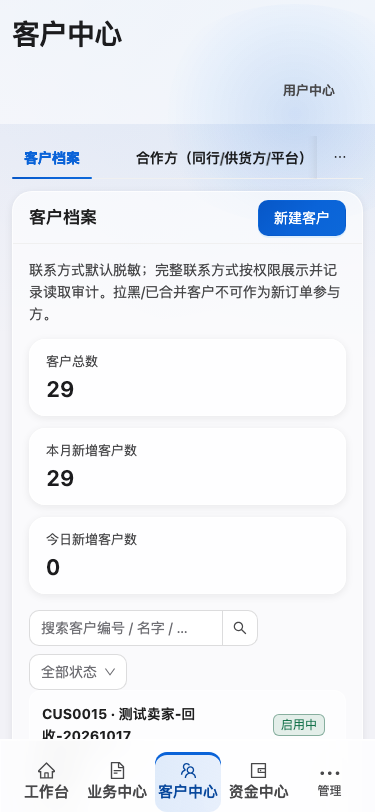 客户中心
用户中心
客户档案
合作方（同行/供货方/平台）
...
客户档案
新建客户
联系方式默认脱敏；完整联系方式按权限展示并记
录读取审计。拉黑/已合并客户不可作为新订单参与
方。
客户总数
29
本月新增客户数
29
今日新增客户数
0
搜索客户编号 / 名字 / ...
全部状态
CUS0015 · 测试卖家-回
收-20261017
启用中
工作台
业务中心
客户中心
资金中心
管理